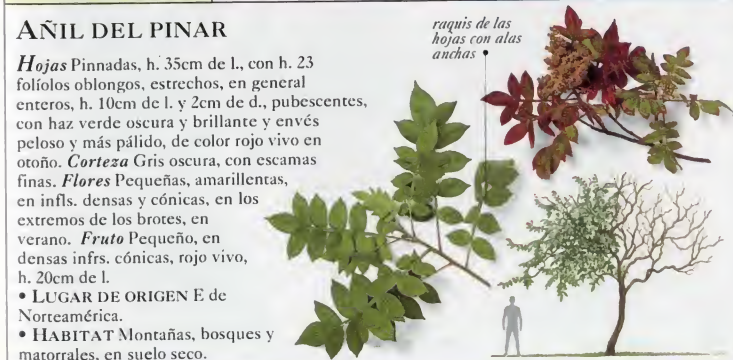 AÑIL DEL PINAR
Hojas Pinnadas, h. 35cm de l., con h. 23
folíolos oblongos, estrechos, en general
enteros, h. 10cm de l. y 2cm de d., pubescentes,
con haz verde oscura y brillante y envés
peloso y más pálido, de color rojo vivo en
otoño. Corteza Gris oscura, con escamas
finas. Flores Pequeñas, amarillentas,
en infls. densas y cónicas, en los
extremos de los brotes, en
verano. Fruto Pequeño, en
densas infrs. cónicas, rojo vivo,
h. 20cm de l.
• LUGAR DE ORIGEN E de
Norteamérica.
• HABITAT Montañas, bosques y
matorrales, en suelo seco.
raquis de las
hojas con alas
anchas